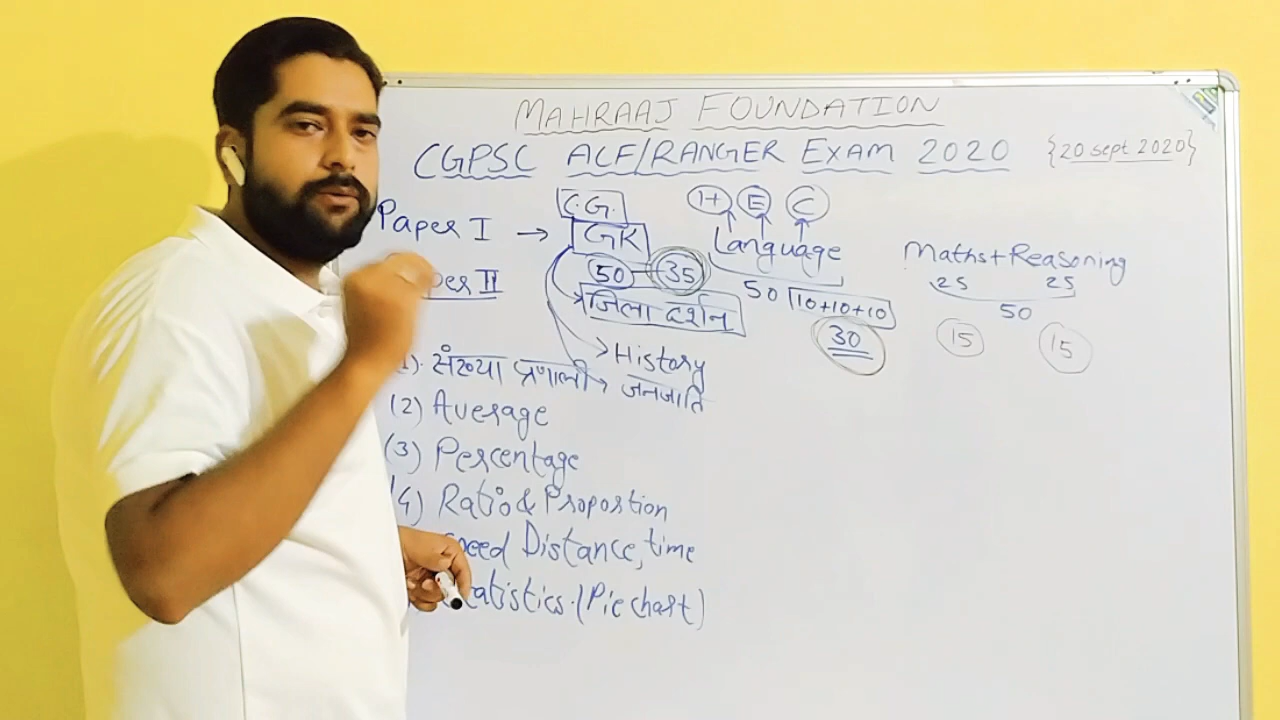 MAHRAAJ FOUNDATION
CGPSC ACF/RANGER EXAM 2020 {20 sept 2020}
C.G. H E C
Paper I → GK Language Maths+Reasoning
50 - 35 50 10+10+10 25 25
30 50
15 15
II
जिला दर्शन
History
जनजाति
1). संख्या प्रणाली
(2) Average
(3) Percentage
(4) Ratio & Proportion
Distance, time
(Pie chart)